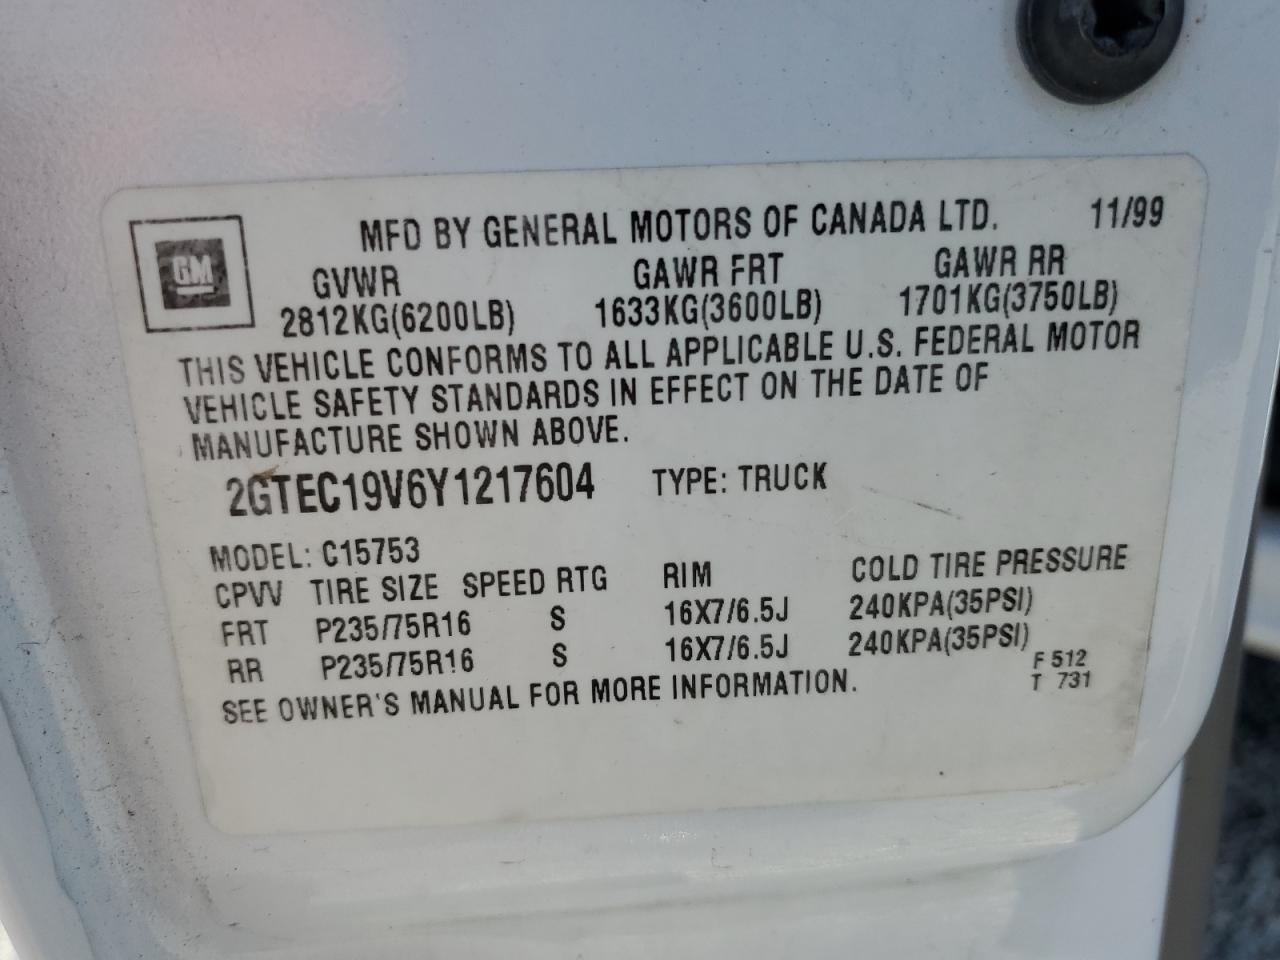 MFD BY GENERAL MOTORS OF CANADA LTD. 11/99
GM
GVWR GAWR FRT GAWR RR
2812KG(6200LB) 1633KG(3600LB) 1701KG(3750LB)
THIS VEHICLE CONFORMS TO ALL APPLICABLE U.S. FEDERAL MOTOR
VEHICLE SAFETY STANDARDS IN EFFECT ON THE DATE OF
MANUFACTURE SHOWN ABOVE.
2GTEC19V6Y1217604 TYPE: TRUCK
MODEL: C15753
CPVV TIRE SIZE SPEED RTG RIM COLD TIRE PRESSURE
FRT P235/75R16 S 16X7/6.5J 240KPA(35PSI)
RR P235/75R16 S 16X7/6.5J 240KPA(35PSI)
SEE OWNER'S MANUAL FOR MORE INFORMATION.
F 512
T 731